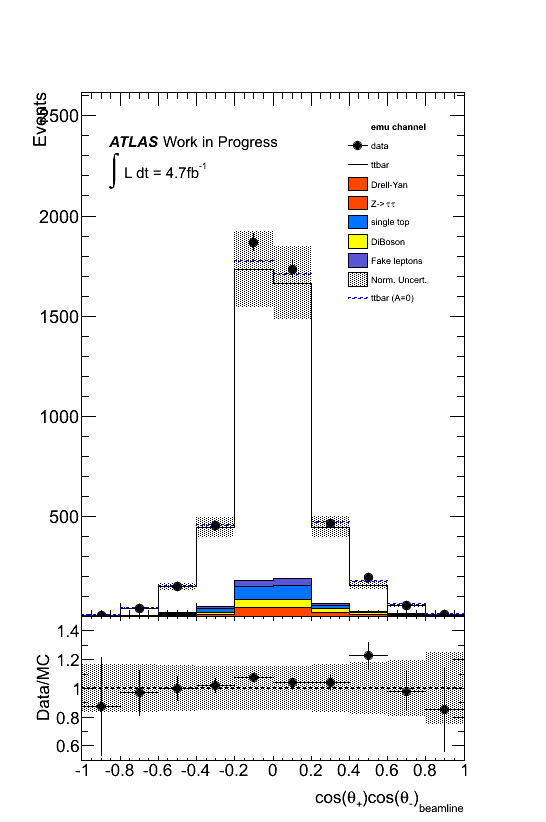 Events
2500
2000
1500
1000
500
ATLAS Work in Progress
∫ L dt = 4.7fb⁻¹
emu channel
data
ttbar
Drell-Yan
Z->ττ
single top
DiBoson
Fake leptons
Norm. Uncert.
ttbar (A=0)
Data/MC
1.4
1.2
1
0.8
0.6
-1 -0.8 -0.6 -0.4 -0.2 0 0.2 0.4 0.6 0.8 1
cos(θ₊)cos(θ₋)beamline